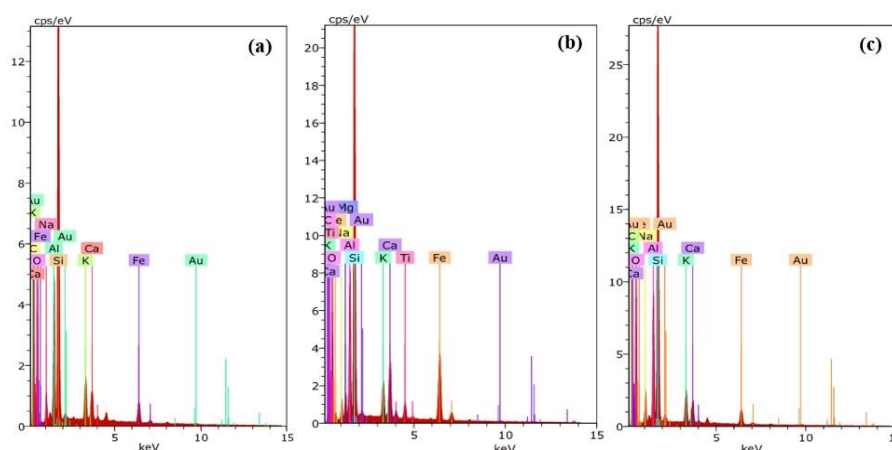 cps/eV
(a)
12
10
8
6
4
2
0
Au
K
Na
Fe
Au
C
Al
Ca
O
Si
K
Fe
Au
Ca
5
10
15
keV
cps/eV
(b)
20
18
16
14
12
10
8
6
4
2
0
Au
Mg
C
e
Au
Ti
Na
K
Al
Ca
O
Si
K
Ti
Fe
Au
Ca
5
10
15
keV
cps/eV
(c)
25
20
15
10
5
0
Au
e
Au
C
Na
K
Al
Ca
O
Si
K
Fe
Au
Ca
5
10
keV